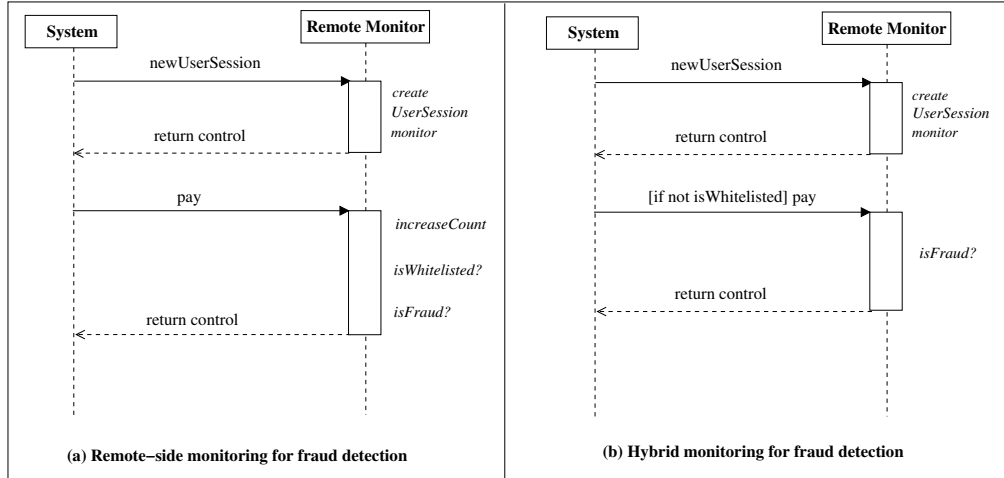 System
Remote Monitor
newUserSession
create
UserSession
monitor
return control
pay
increaseCount
isWhitelisted?
isFraud?
return control
(a) Remote−side monitoring for fraud detection
System
Remote Monitor
newUserSession
create
UserSession
monitor
return control
[if not isWhitelisted] pay
isFraud?
return control
(b) Hybrid monitoring for fraud detection